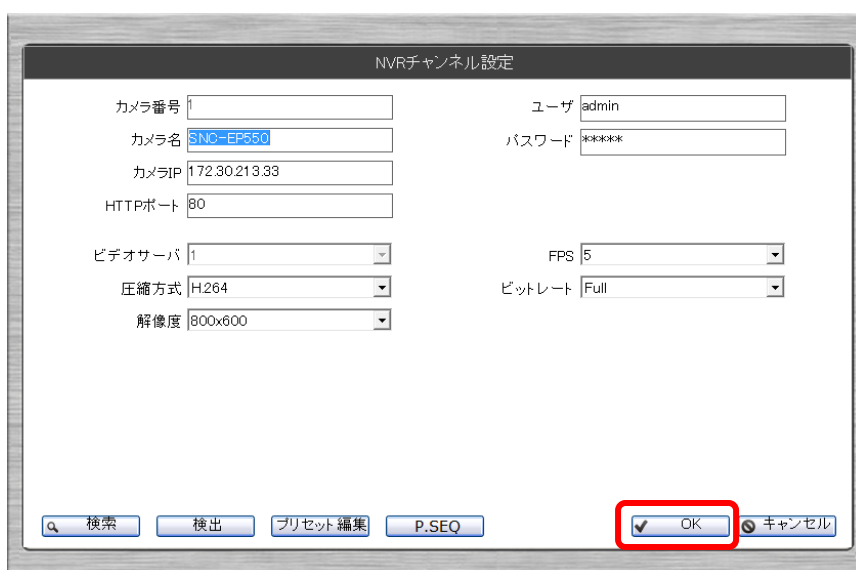 NVRチャンネル設定
カメラ番号 1 ユーザ admin
カメラ名 SNC-EP550 パスワード *****
カメラIP 172.30.213.33
HTTPポート 80
ビデオサーバ 1 FPS 5
圧縮方式 H.264 ビットレート Full
解像度 800x600
検索 検出 プリセット編集 P.SEQ OK キャンセル